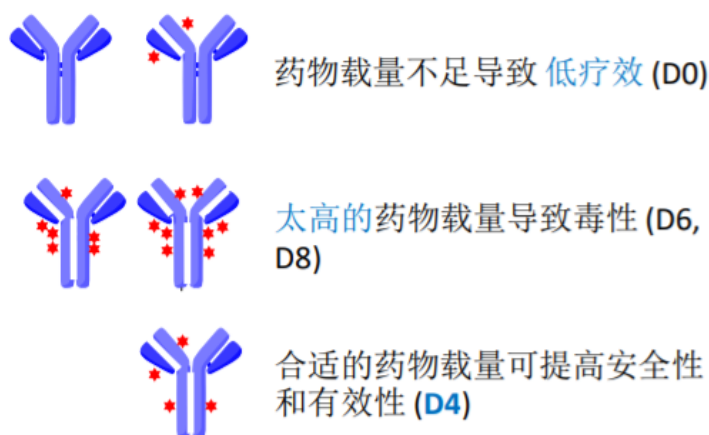 药物载量不足导致 低疗效 (D0)
太高的药物载量导致毒性 (D6,
D8)
合适的药物载量可提高安全性
和有效性 (D4)